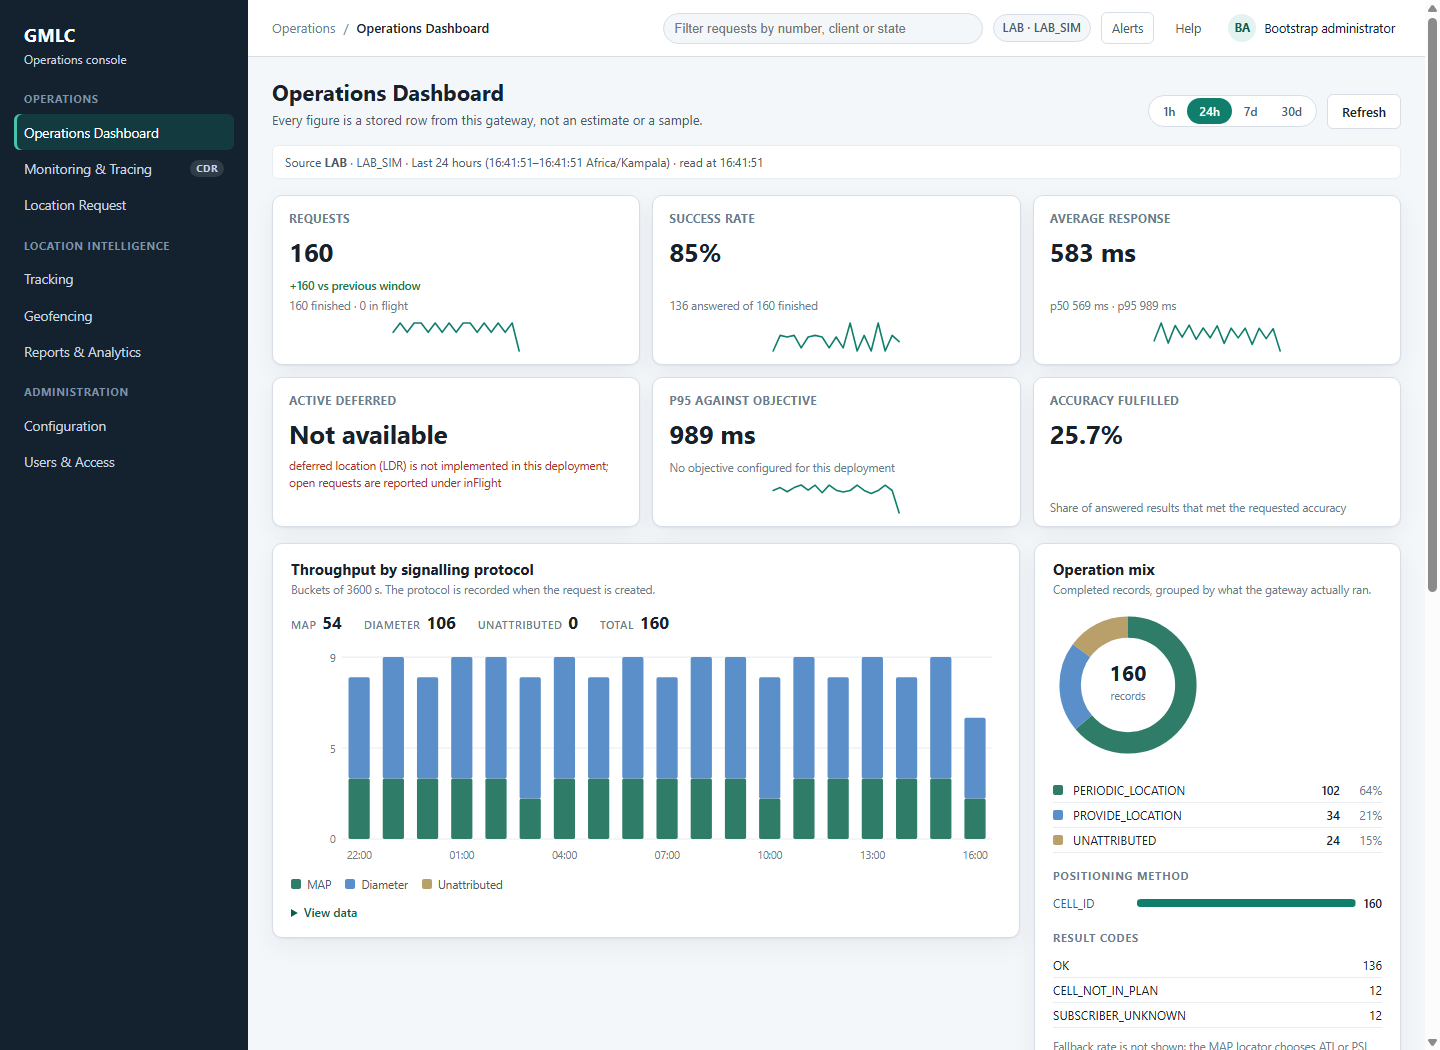 GMLC
Operations console
OPERATIONS
Operations Dashboard
Monitoring & Tracing CDR
Location Request
LOCATION INTELLIGENCE
Tracking
Geofencing
Reports & Analytics
ADMINISTRATION
Configuration
Users & Access
Operations / Operations Dashboard
Filter requests by number, client or state
LAB · LAB_SIM
Alerts
Help
BA Bootstrap administrator
Operations Dashboard
Every figure is a stored row from this gateway, not an estimate or a sample.
1h 24h 7d 30d
Refresh
Source LAB · LAB_SIM · Last 24 hours (16:41:51–16:41:51 Africa/Kampala) · read at 16:41:51
REQUESTS
160
+160 vs previous window
160 finished · 0 in flight
SUCCESS RATE
85%
136 answered of 160 finished
AVERAGE RESPONSE
583 ms
p50 569 ms · p95 989 ms
ACTIVE DEFERRED
Not available
deferred location (LDR) is not implemented in this deployment;
open requests are reported under inFlight
P95 AGAINST OBJECTIVE
989 ms
No objective configured for this deployment
ACCURACY FULFILLED
25.7%
Share of answered results that met the requested accuracy
Throughput by signalling protocol
Buckets of 3600 s. The protocol is recorded when the request is created.
MAP 54 DIAMETER 106 UNATTRIBUTED 0 TOTAL 160
9
5
0
22:00 01:00 04:00 07:00 10:00 13:00 16:00
MAP Diameter Unattributed
View data
Operation mix
Completed records, grouped by what the gateway actually ran.
160
records
PERIODIC_LOCATION 102 64%
PROVIDE_LOCATION 34 21%
UNATTRIBUTED 24 15%
POSITIONING METHOD
CELL_ID 160
RESULT CODES
OK 136
CELL_NOT_IN_PLAN 12
SUBSCRIBER_UNKNOWN 12
Fallback rate is not shown: the MAP locator chooses ATI or PSI